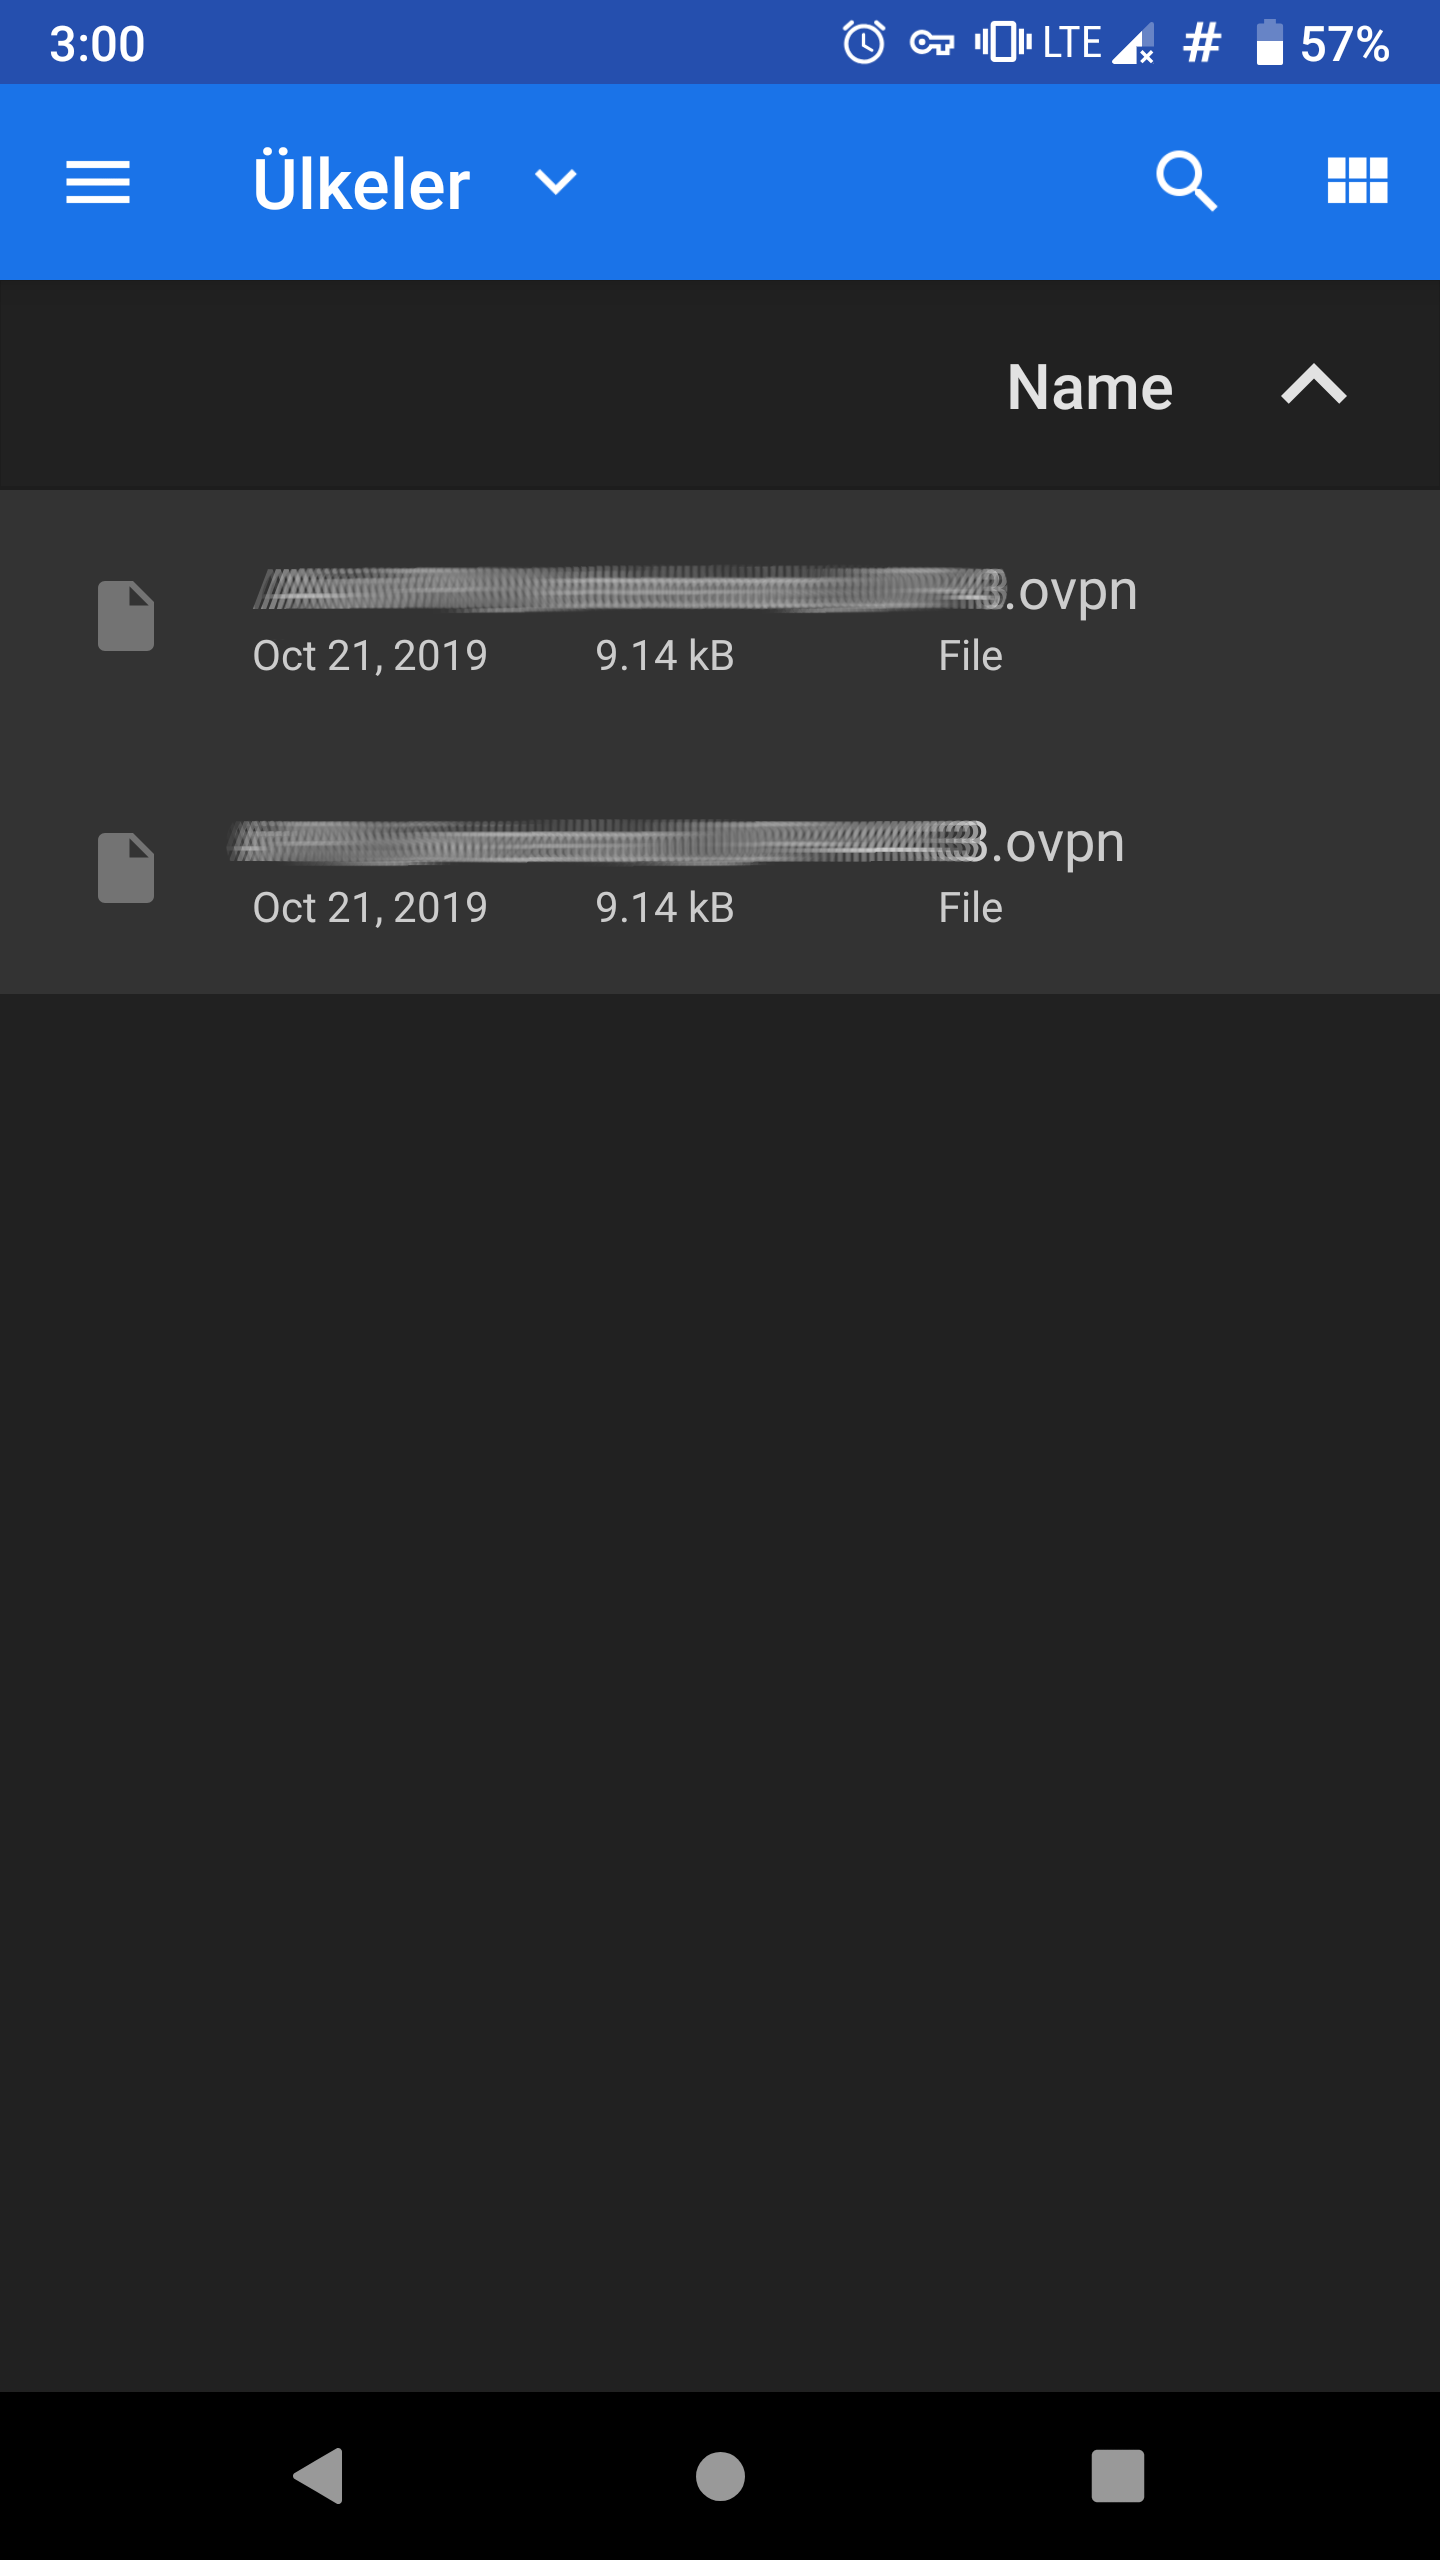 3:00 LTE 57%
Ülkeler
Name
.ovpn
Oct 21, 2019 9.14 kB File
3.ovpn
Oct 21, 2019 9.14 kB File